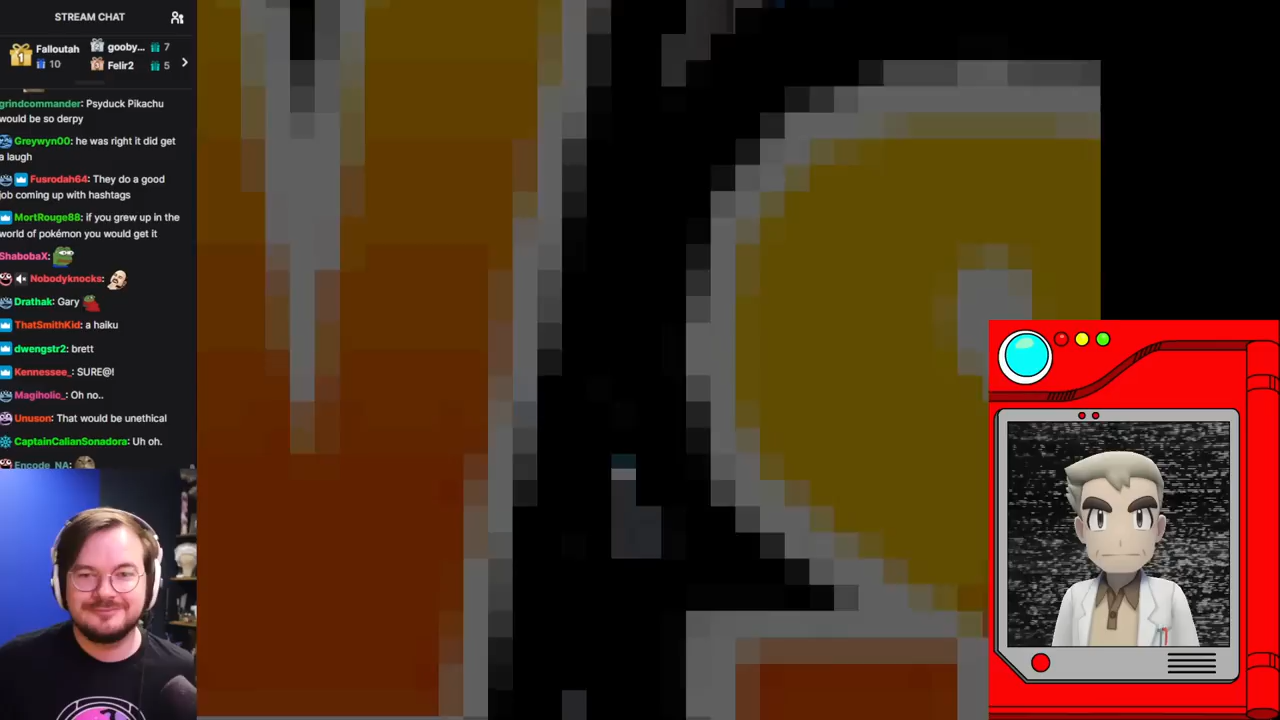 STREAM CHAT
Falloutah
10
gooby... 7
Felir2 5
grindcommander: Psyduck Pikachu
would be so derpy
Greywyn00: he was right it did get
a laugh
Fusrodah64: They do a good
job coming up with hashtags
MortRouge88: if you grew up in the
world of pokémon you would get it
ShabobaX:
Nobodyknocks:
Drathak: Gary
ThatSmithKid: a haiku
dwengstr2: brett
Kennessee_: SURE@!
Magiholic_: Oh no..
Unuson: That would be unethical
CaptainCalianSonadora: Uh oh.
Encode_NA: